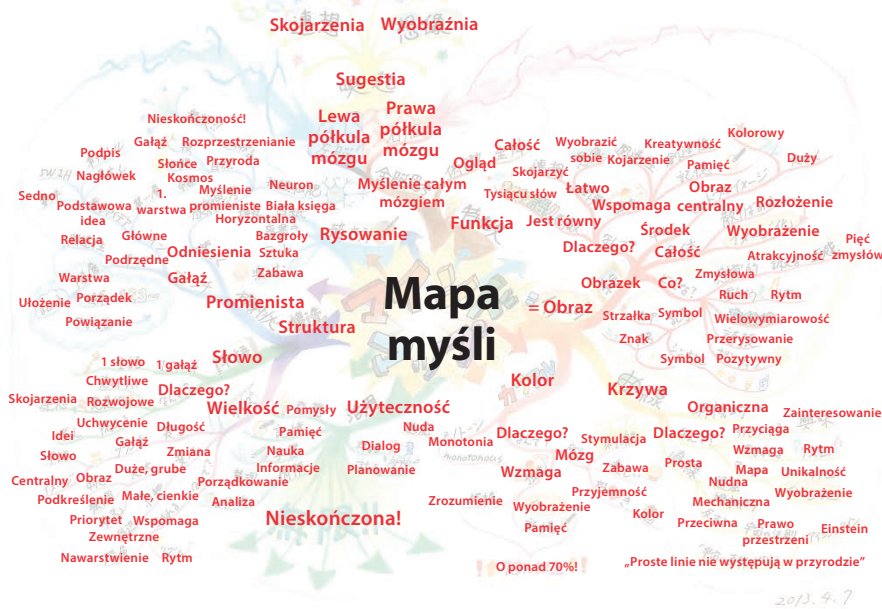 Skojarzenia Wyobraźnia
Sugestia
Lewa
półkula
mózgu
Prawa
półkula
mózgu
Myślenie całym
mózgiem
Rysowanie
Nieskończoność!
Gałąź Rozprzestrzenianie
Podpis
Słońce Przyroda
Nagłówek
Kosmos
Sedno
1.
warstwa
Myślenie
promieniste
Neuron
Biała księga
Podstawowa
idea
Horyzontalna
Relacja
Główne
Bazgroły
Podrzędne
Odniesienia
Sztuka
Warstwa
Gałąź
Zabawa
Ułożenie
Porządek
Promienista
Powiązanie
Struktura
Ogląd
Całość
Wyobrazić
sobie
Kreatywność
Kolorowy
Skojarzyć
Kojarzenie
Pamięć
Duży
Tysiącu słów
Łatwo
Obraz
centralny
Wspomaga
Rozłożenie
Funkcja
Jest równy
Środek
Wyobrażenie
Dlaczego?
Całość
Atrakcyjność
Pięć
zmysłów
Obrazek
Co?
Zmysłowa
Ruch
Rytm
= Obraz
Strzałka
Symbol
Wielowymiarowość
Znak
Przerysowanie
Symbol
Pozytywny
Mapa
myśli
1 słowo
1 gałąź
Słowo
Chwytliwe
Skojarzenia
Rozwojowe
Dlaczego?
Wielkość
Pomysły
Użyteczność
Uchwycenie
Długość
Pamięć
Nuda
Idei
Gałąź
Monotonia
Słowo
Zmiana
Nauka
Dialog
Duże, grube
Informacje
Planowanie
Centralny
Obraz
Porządkowanie
Podkreślenie
Małe, cienkie
Analiza
Priorytet
Wspomaga
Nieskończona!
Zewnętrzne
Nawarstwienie
Rytm
Kolor
Krzywa
Organiczna
Zainteresowanie
Dlaczego?
Stymulacja
Dlaczego?
Przyciąga
Mózg
Wzmaga
Rytm
Wzmaga
Zabawa
Prosta
Mapa
Unikalność
Nudna
Przyjemność
Wyobrażenie
Zrozumienie
Wyobrażenie
Mechaniczna
Kolor
Pamięć
Przeciwna
Prawo
przestrzeni
Einstein
O ponad 70%!
„Proste linie nie występują w przyrodzie”
monotonous
2013.4.7